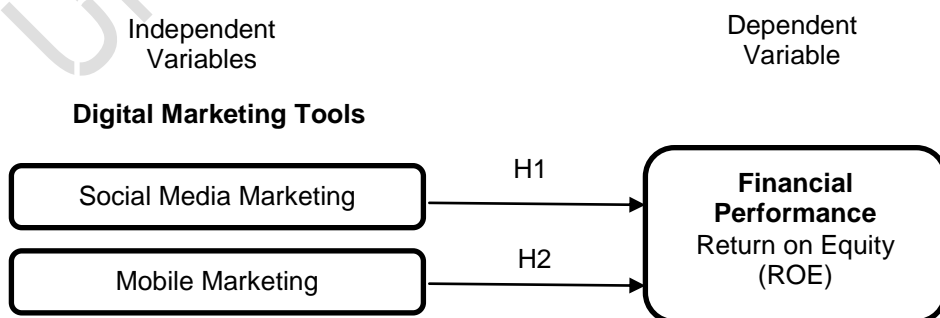 Independent
Variables
Dependent
Variable
Digital Marketing Tools
Social Media Marketing
H1
Mobile Marketing
H2
Financial
Performance
Return on Equity
(ROE)